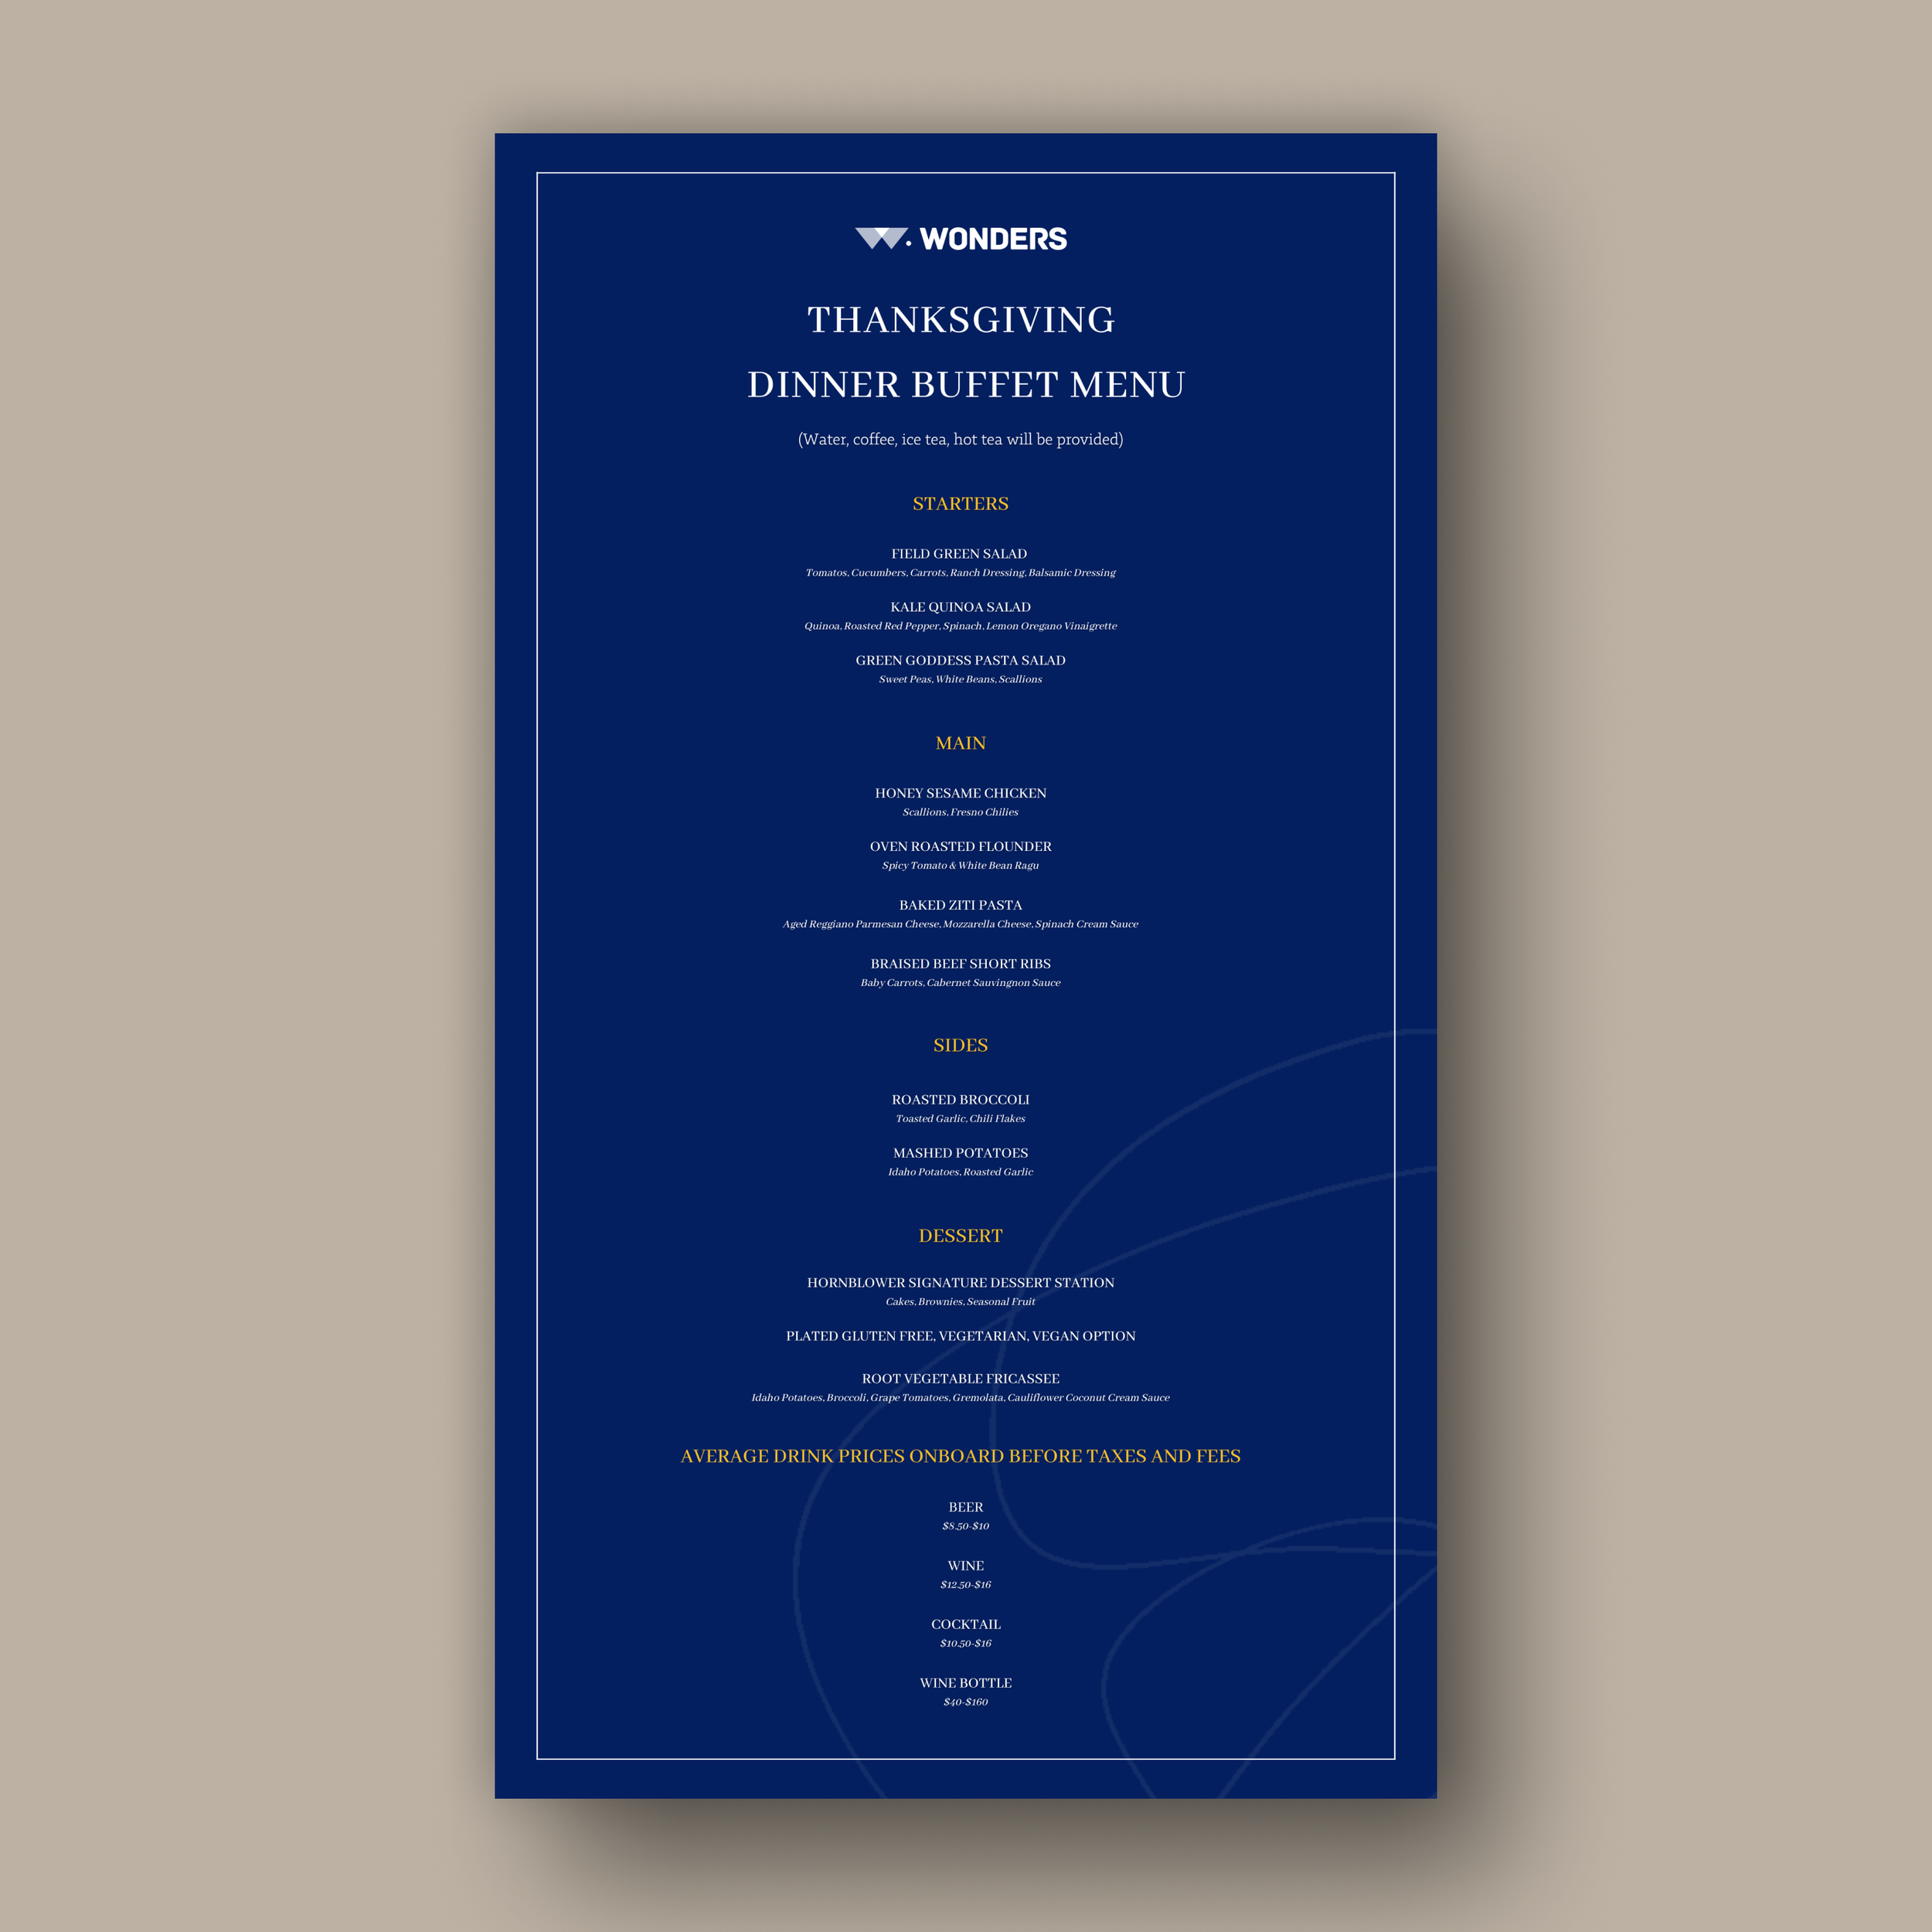 W. WONDERS
THANKSGIVING
DINNER BUFFET MENU
(Water, coffee, ice tea, hot tea will be provided)
STARTERS
FIELD GREEN SALAD
Tomatos, Cucumbers, Carrots, Ranch Dressing, Balsamic Dressing
KALE QUINOA SALAD
Quinoa, Roasted Red Pepper, Spinach, Lemon Oregano Vinaigrette
GREEN GODDESS PASTA SALAD
Sweet Peas, White Beans, Scallions
MAIN
HONEY SESAME CHICKEN
Scallions, Fresno Chilies
OVEN ROASTED FLOUNDER
Spicy Tomato & White Bean Ragu
BAKED ZITI PASTA
Aged Reggiano Parmesan Cheese, Mozzarella Cheese, Spinach Cream Sauce
BRAISED BEEF SHORT RIBS
Baby Carrots, Cabernet Sauvingnon Sauce
SIDES
ROASTED BROCCOLI
Toasted Garlic, Chili Flakes
MASHED POTATOES
Idaho Potatoes, Roasted Garlic
DESSERT
HORNBLOWER SIGNATURE DESSERT STATION
Cakes, Brownies, Seasonal Fruit
PLATED GLUTEN FREE, VEGETARIAN, VEGAN OPTION
ROOT VEGETABLE FRICASSEE
Idaho Potatoes, Broccoli, Grape Tomatoes, Gremolata, Cauliflower Coconut Cream Sauce
AVERAGE DRINK PRICES ONBOARD BEFORE TAXES AND FEES
BEER
$8.50-$10
WINE
$12.50-$16
COCKTAIL
$10.50-$16
WINE BOTTLE
$40-$160